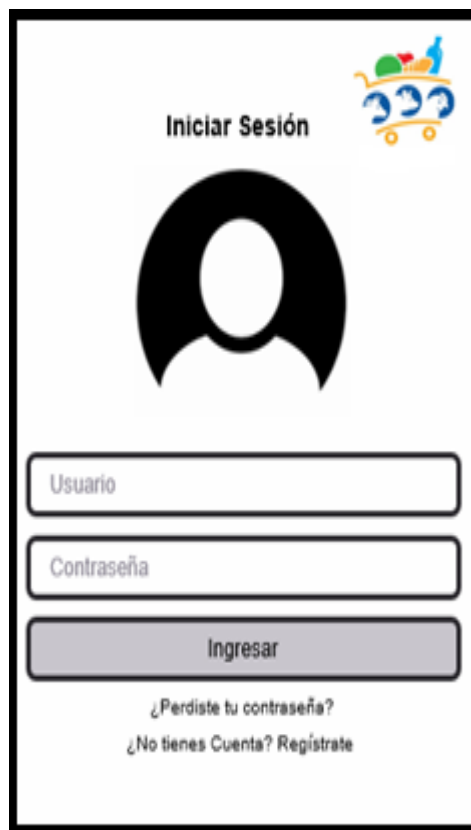 Iniciar Sesión
Usuario
Contraseña
Ingresar
¿Perdiste tu contraseña?
¿No tienes Cuenta? Regístrate